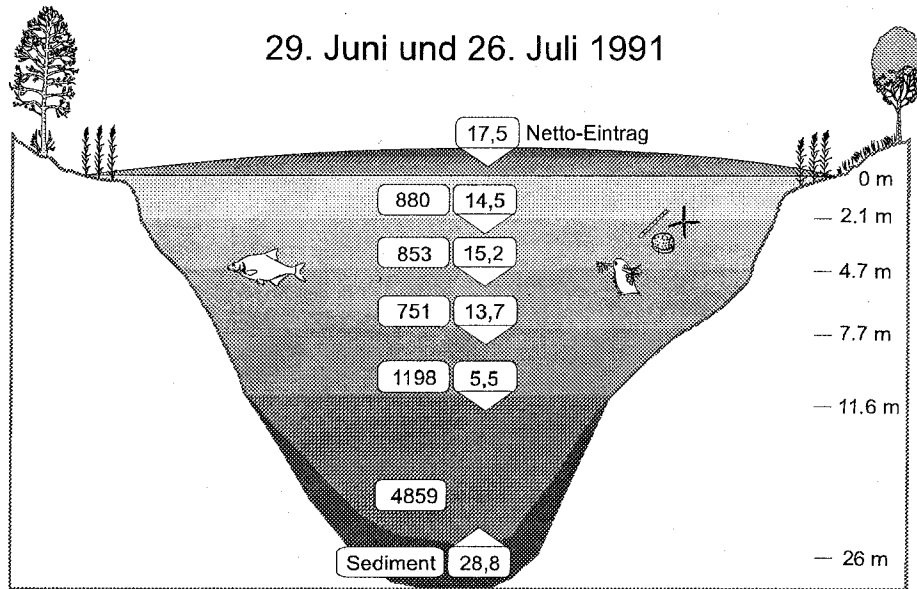 29. Juni und 26. Juli 1991
17,5 Netto-Eintrag
0 m
880 14,5
2.1 m
853 15,2
4.7 m
751 13,7
7.7 m
1198 5,5
11.6 m
4859
Sediment 28,8
26 m